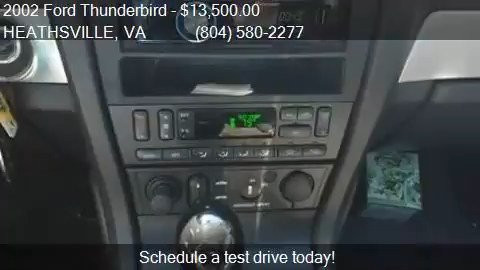 2002 Ford Thunderbird - $13,500.00
HEATHSVILLE, VA (804) 580-2277
Schedule a test drive today!